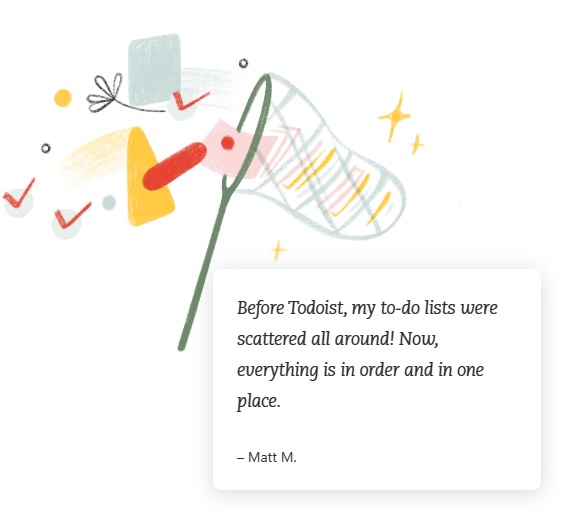 Before Todoist, my to-do lists were
scattered all around! Now,
everything is in order and in one
place.
– Matt M.